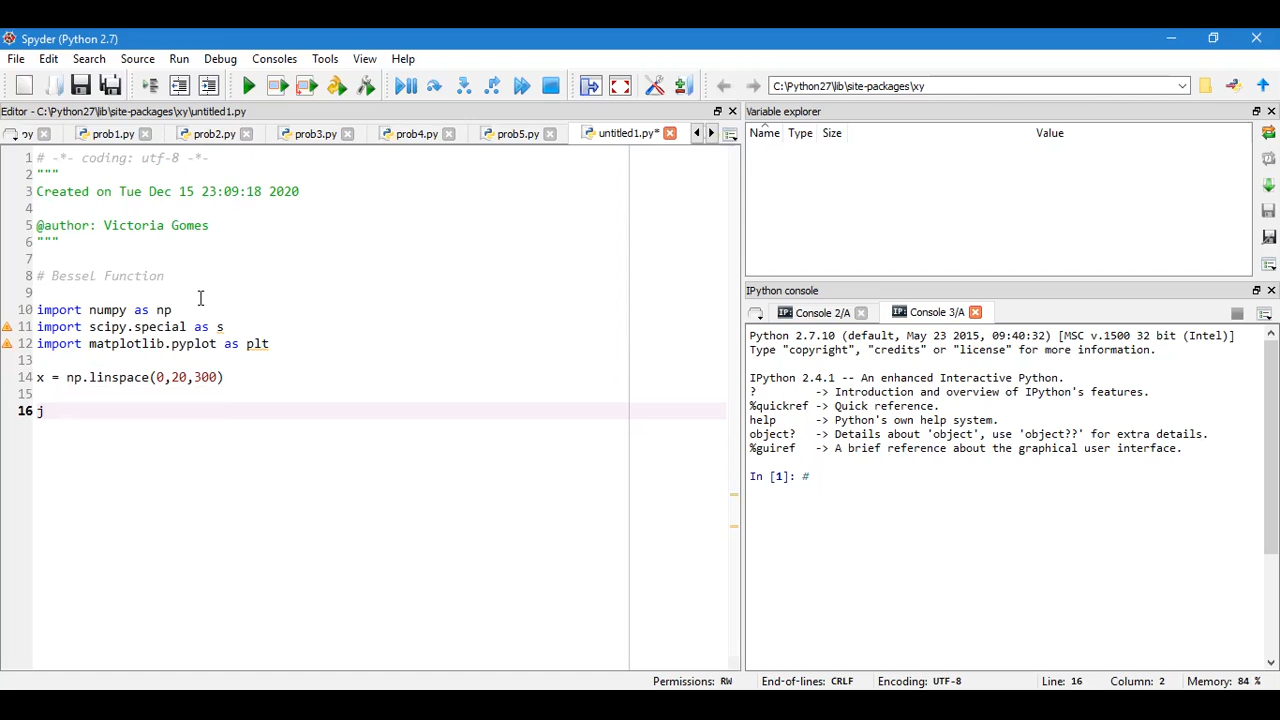 Spyder (Python 2.7)
File Edit Search Source Run Debug Consoles Tools View Help
C:\Python27\lib\site-packages\xy
Editor - C:\Python27\lib\site-packages\xy\untitled1.py
py prob1.py prob2.py prob3.py prob4.py prob5.py untitled1.py*
1 # -*- coding: utf-8 -*-
2 """
3 Created on Tue Dec 15 23:09:18 2020
4
5 @author: Victoria Gomes
6 """
7
8 # Bessel Function
9
10 import numpy as np
11 import scipy.special as s
12 import matplotlib.pyplot as plt
13
14 x = np.linspace(0,20,300)
15
16 j
Variable explorer
Name Type Size Value
IPython console
Console 2/A Console 3/A
Python 2.7.10 (default, May 23 2015, 09:40:32) [MSC v.1500 32 bit (Intel)]
Type "copyright", "credits" or "license" for more information.
IPython 2.4.1 -- An enhanced Interactive Python.
? -> Introduction and overview of IPython's features.
%quickref -> Quick reference.
help -> Python's own help system.
object? -> Details about 'object', use 'object??' for extra details.
%guiref -> A brief reference about the graphical user interface.
In [1]: #
Permissions: RW End-of-lines: CRLF Encoding: UTF-8 Line: 16 Column: 2 Memory: 84 %